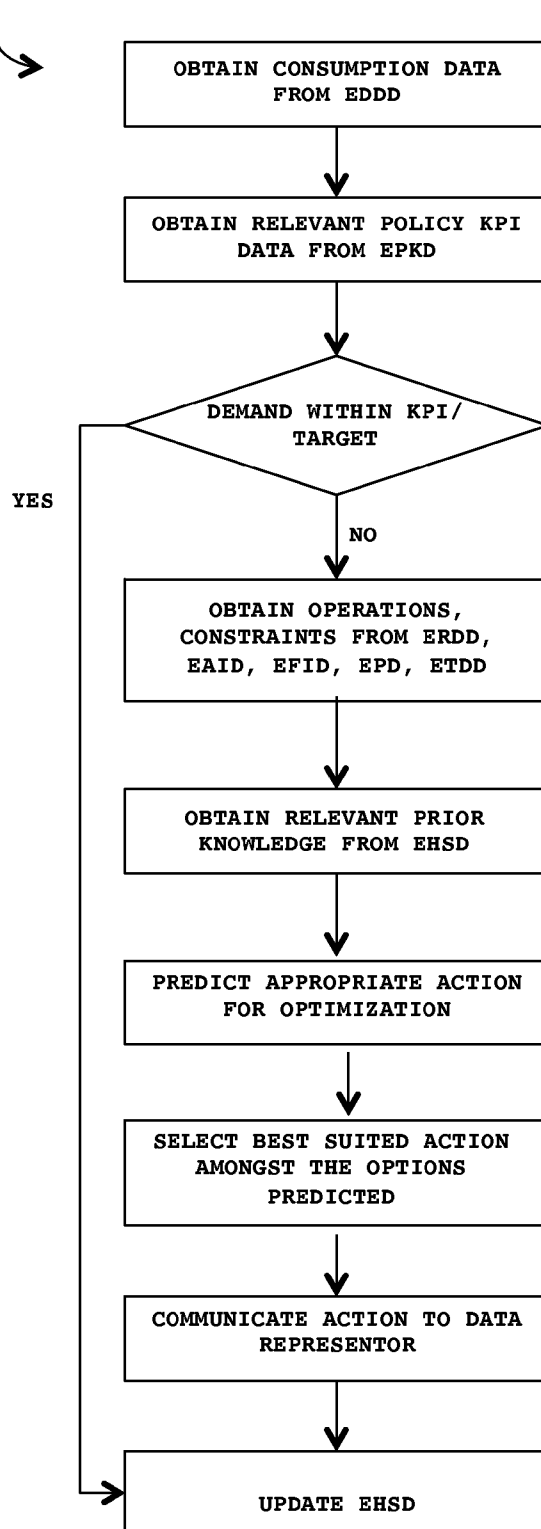 OBTAIN CONSUMPTION DATA
FROM EDDD
OBTAIN RELEVANT POLICY KPI
DATA FROM EPKD
DEMAND WITHIN KPI/
TARGET
YES
NO
OBTAIN OPERATIONS,
CONSTRAINTS FROM ERDD,
EAID, EFID, EPD, ETDD
OBTAIN RELEVANT PRIOR
KNOWLEDGE FROM EHSD
PREDICT APPROPRIATE ACTION
FOR OPTIMIZATION
SELECT BEST SUITED ACTION
AMONGST THE OPTIONS
PREDICTED
COMMUNICATE ACTION TO DATA
REPRESENTOR
UPDATE EHSD